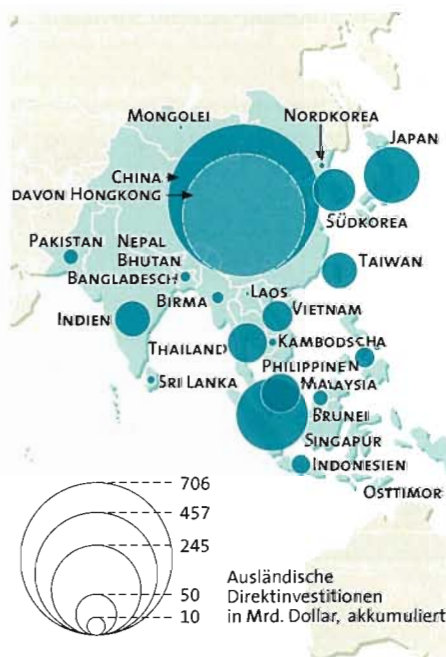 MONGOLEI
NORDKOREA
JAPAN
CHINA
DAVON HONGKONG
SÜDKOREA
PAKISTAN
NEPAL
BHUTAN
TAIWAN
BANGLADESCH
BIRMA
LAOS
INDIEN
VIETNAM
THAILAND
KAMBODSCHA
PHILIPPINEN
SRI LANKA
MALAYSIA
BRUNEI
SINGAPUR
INDONESIEN
OSTTIMOR
706
457
245
50
10
Ausländische
Direktinvestitionen
in Mrd. Dollar, akkumuliert